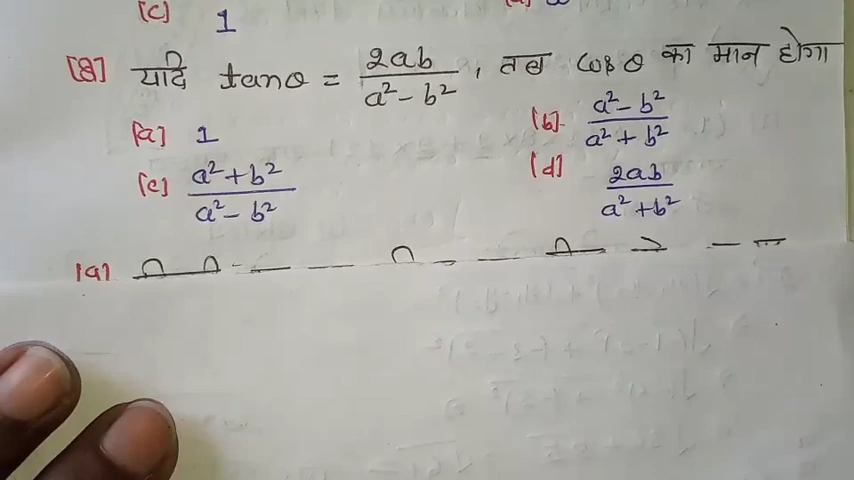 [c] 1
[8] यदि tanθ = 2ab / a² - b² , तब cosθ का मान होगा
[a] 1 [b] a² - b² / a² + b²
[c] a² + b² / a² - b² [d] 2ab / a² + b²